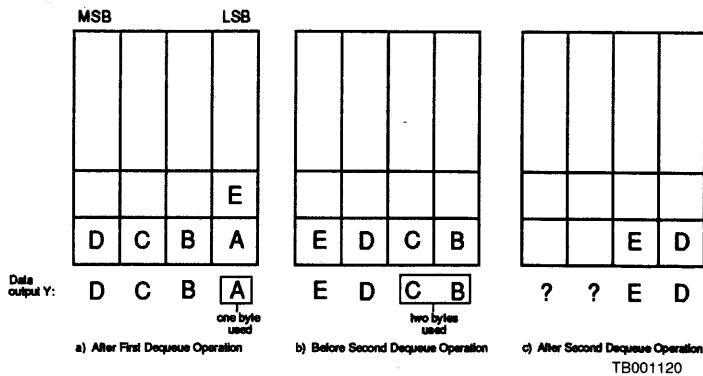 MSB LSB
E
D C B A E D C B E D
Data
output Y: D C B A E D C B ? ? E D
one byte
used
two bytes
used
a) After First Dequeue Operation b) Before Second Dequeue Operation c) After Second Dequeue Operation
TB001120